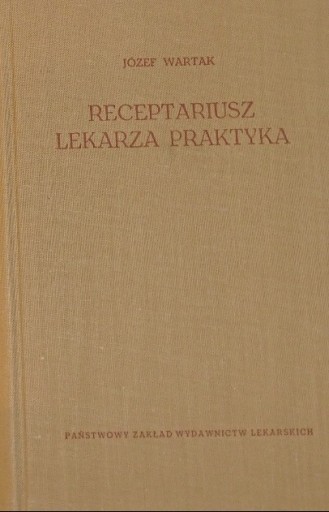 JÓZEF WARTAK
RECEPTARIUSZ
LEKARZA PRAKTYKA
PAŃSTWOWY ZAKŁAD WYDAWNICTW LEKARSKICH